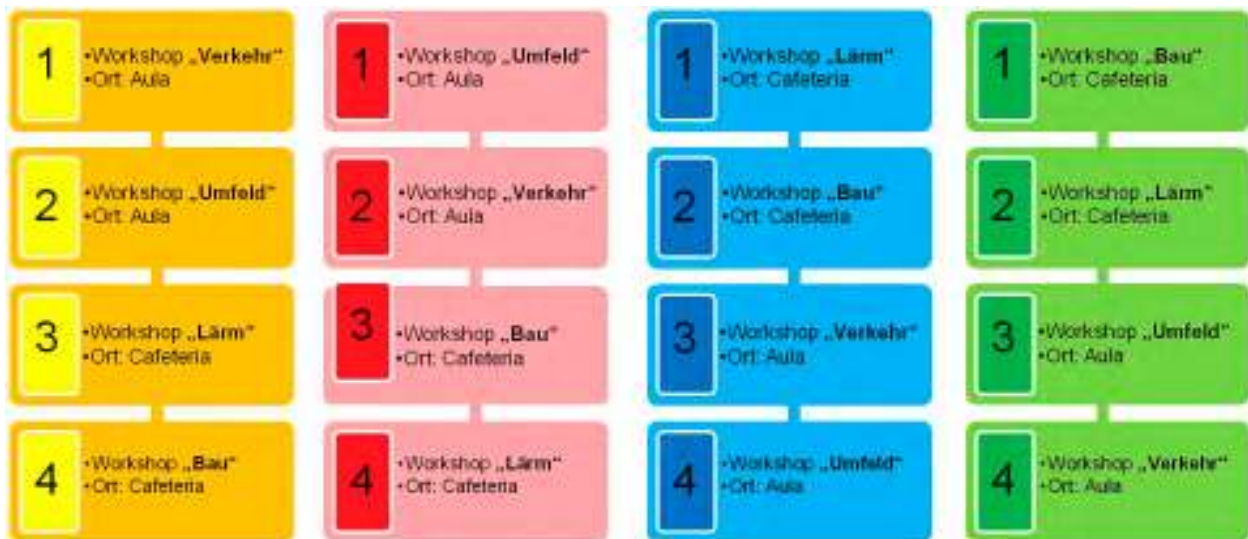 1
•Workshop „Verkehr“
•Ort: Aula
2
•Workshop „Umfeld“
•Ort: Aula
3
•Workshop „Lärm“
•Ort: Cafeteria
4
•Workshop „Bau“
•Ort: Cafeteria
1
•Workshop „Umfeld“
•Ort: Aula
2
•Workshop „Verkehr“
•Ort: Aula
3
•Workshop „Bau“
•Ort: Cafeteria
4
•Workshop „Lärm“
•Ort: Cafeteria
1
•Workshop „Lärm“
•Ort: Cafeteria
2
•Workshop „Bau“
•Ort: Cafeteria
3
•Workshop „Verkehr“
•Ort: Aula
4
•Workshop „Umfeld“
•Ort: Aula
1
•Workshop „Bau“
•Ort: Cafeteria
2
•Workshop „Lärm“
•Ort: Cafeteria
3
•Workshop „Umfeld“
•Ort: Aula
4
•Workshop „Verkehr“
•Ort: Aula